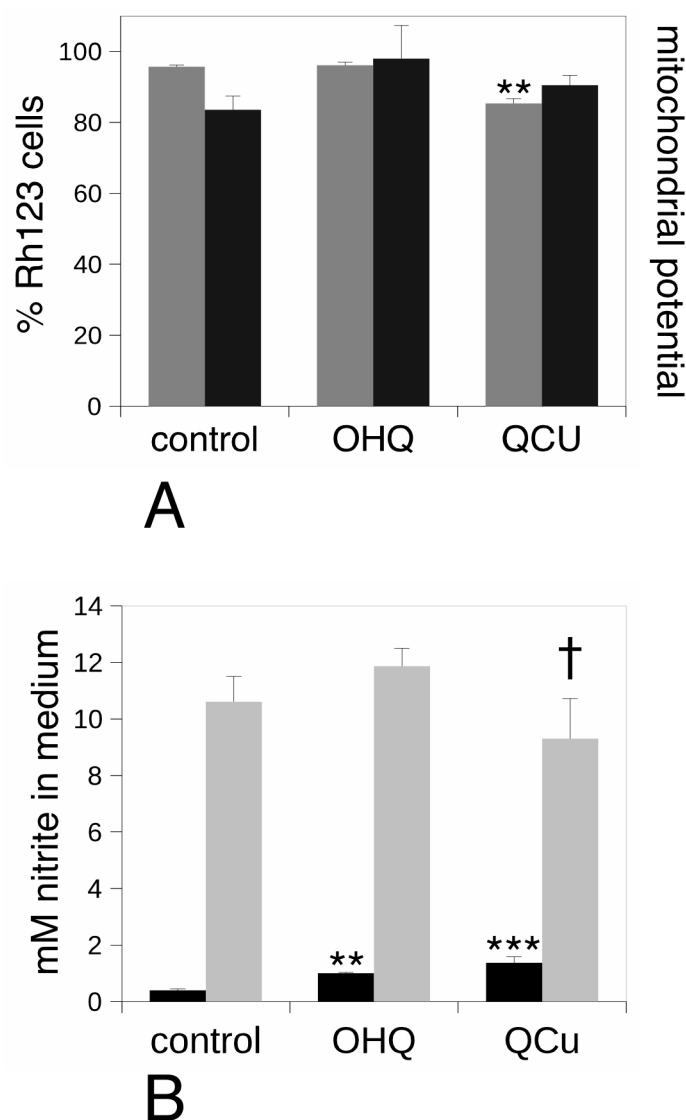 100
80
60
40
20
0
% Rh123 cells
**
mitochondrial potential
control OHQ QCU
A
14
12
10
8
6
4
2
0
mM nitrite in medium
†
** ***
control OHQ QCu
B